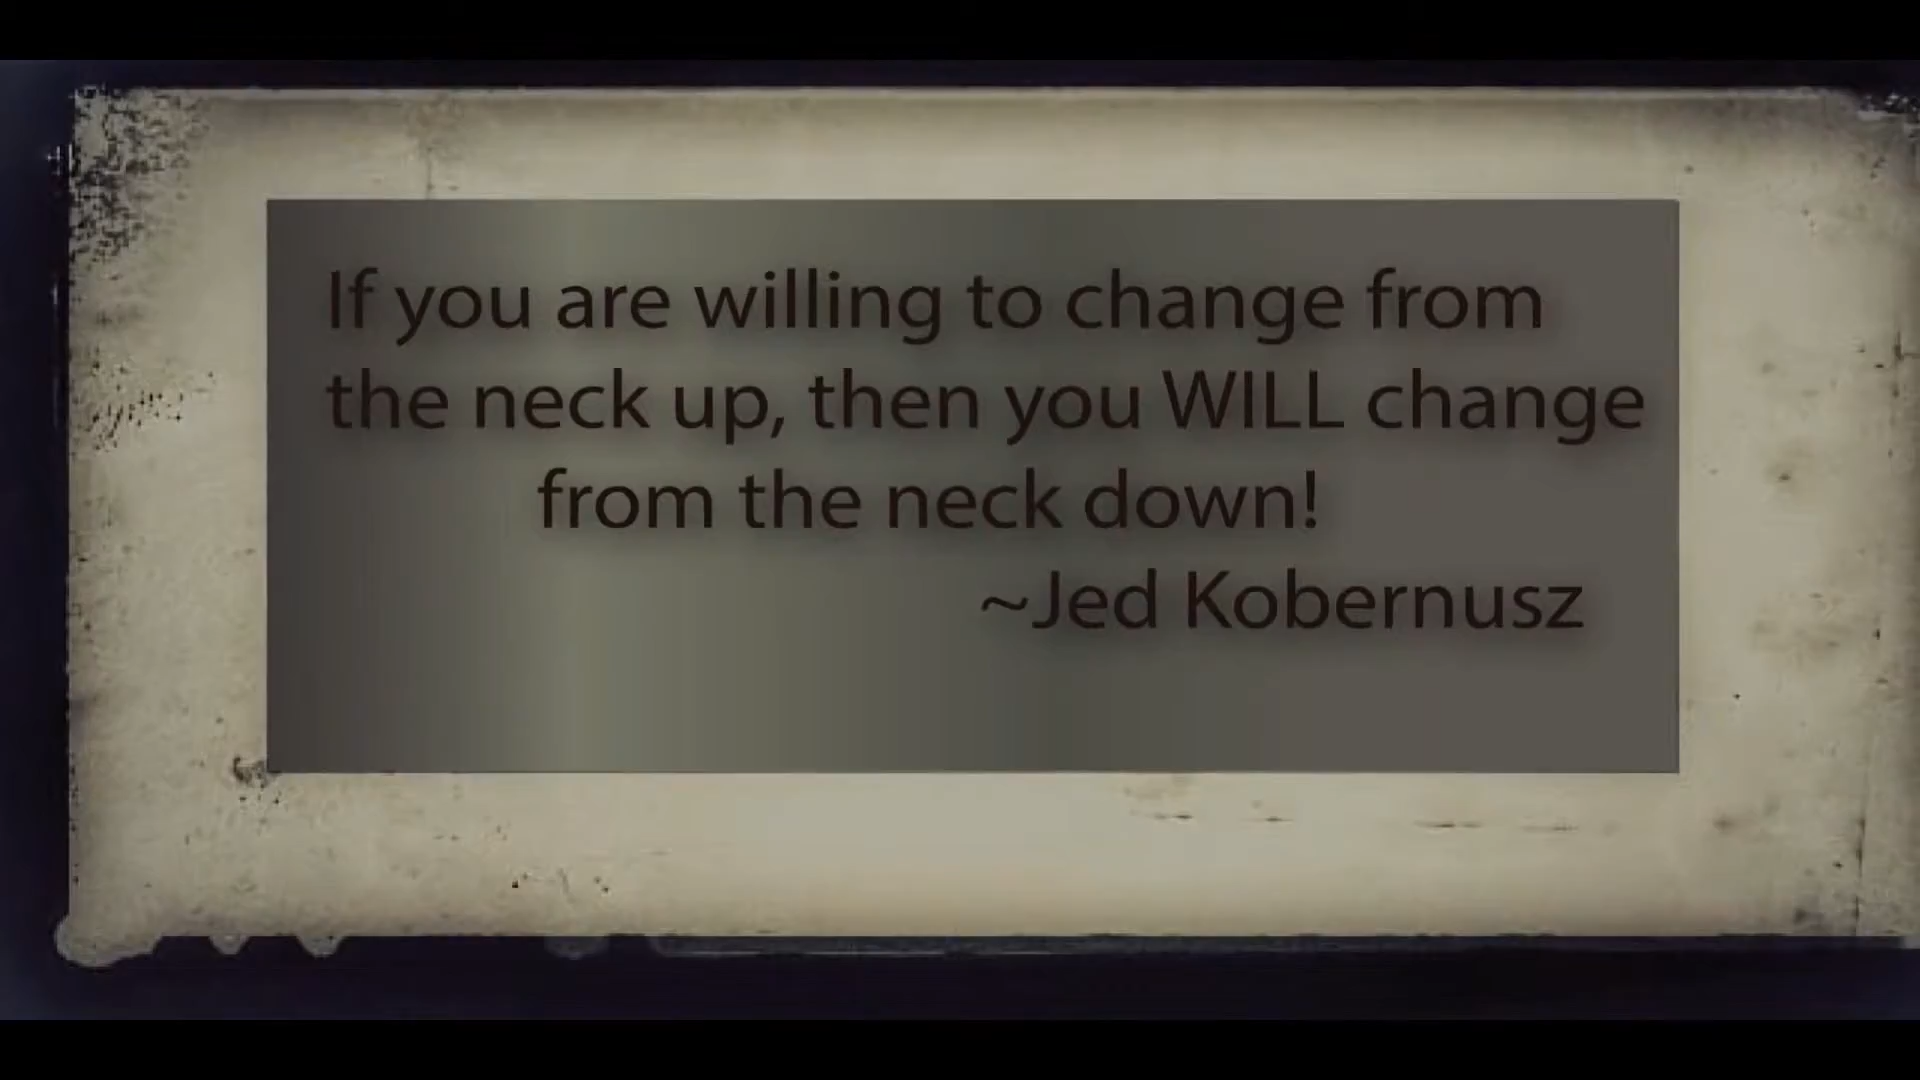 If you are willing to change from
the neck up, then you WILL change
from the neck down!
~Jed Kobernusz